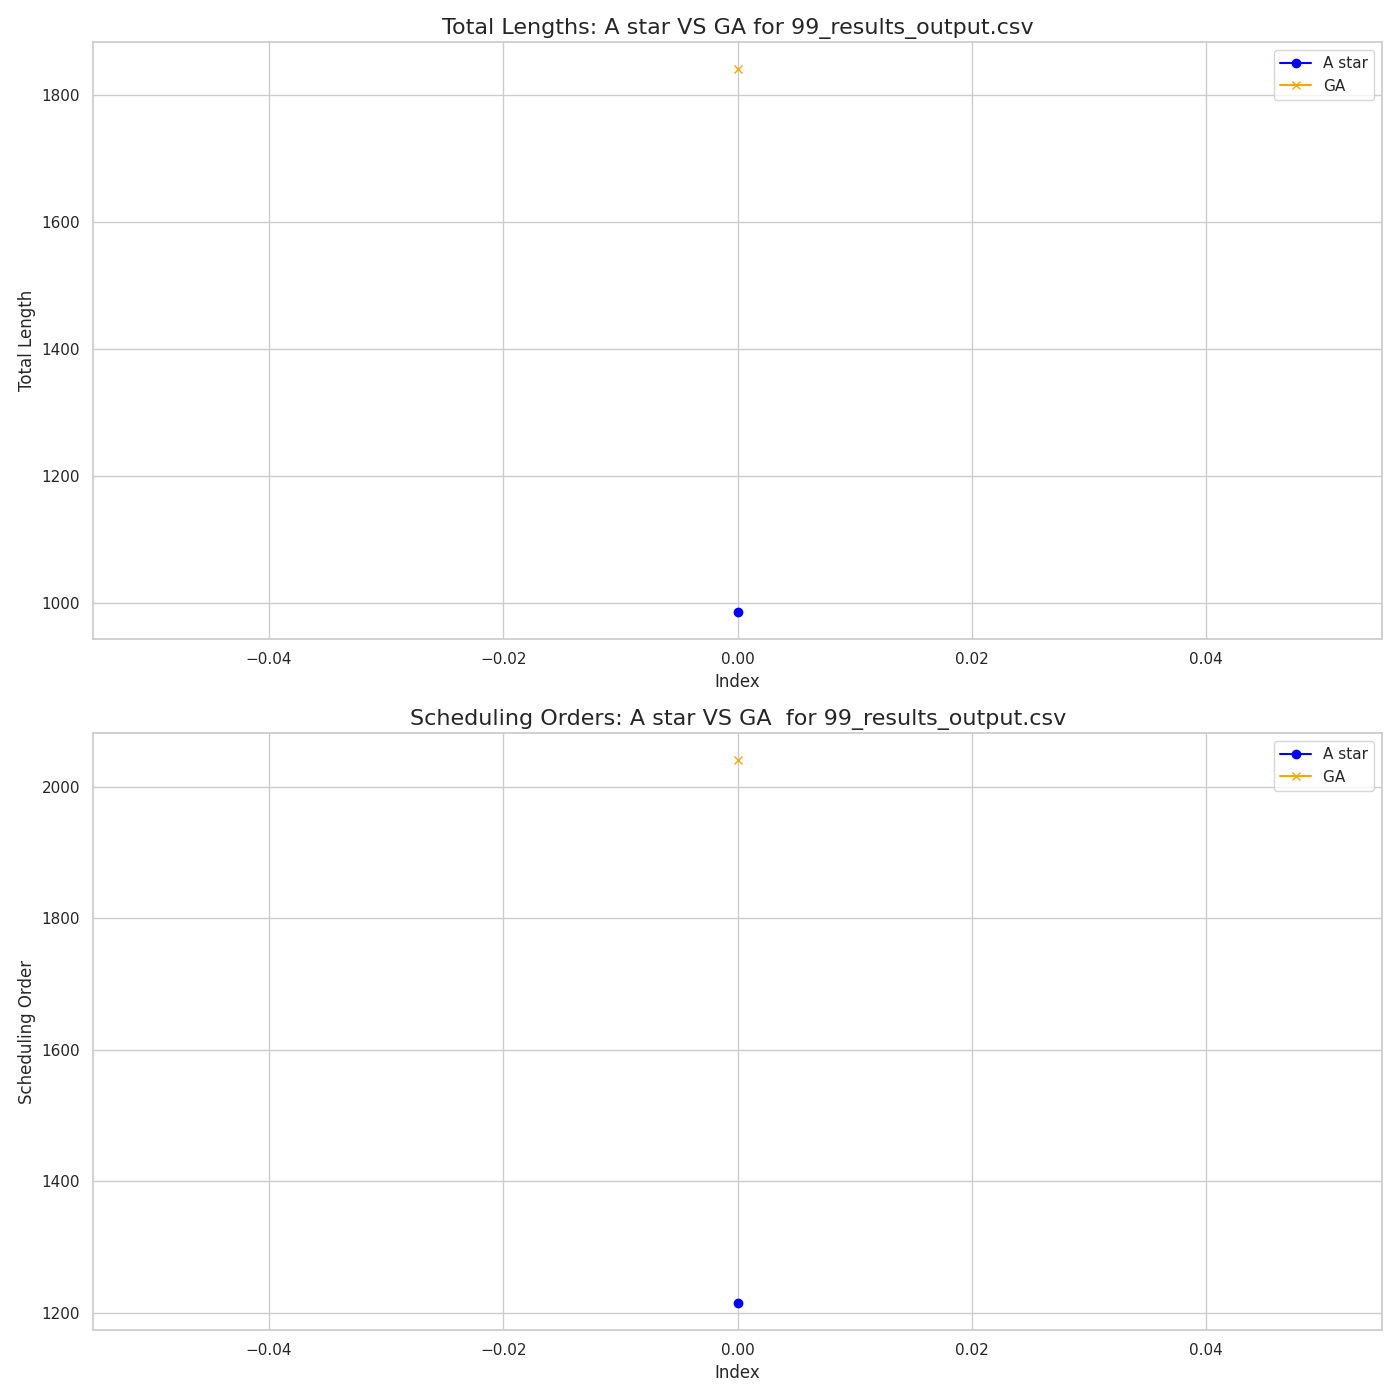 Total Lengths: A star VS GA for 99_results_output.csv
A star
GA
1800
1600
1400
1200
1000
Total Length
−0.04 −0.02 0.00 0.02 0.04
Index
Scheduling Orders: A star VS GA  for 99_results_output.csv
A star
GA
2000
1800
1600
1400
1200
Scheduling Order
−0.04 −0.02 0.00 0.02 0.04
Index